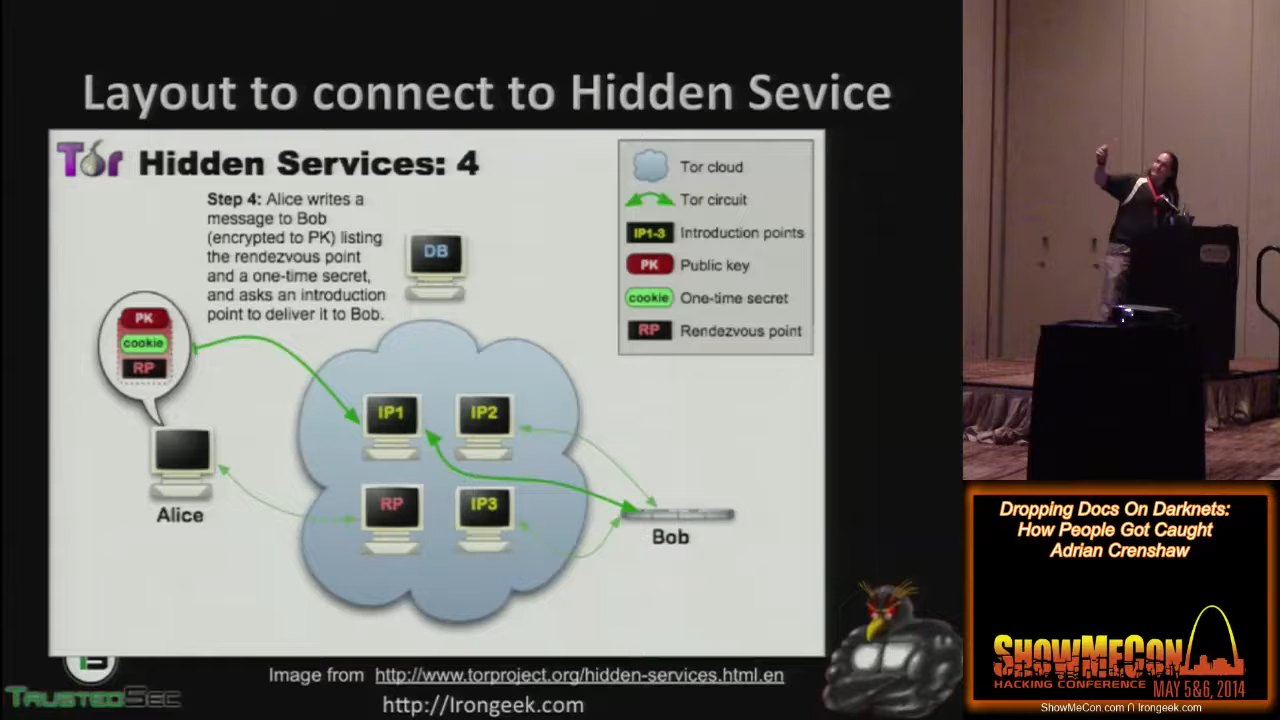 Layout to connect to Hidden Sevice
Tor Hidden Services: 4
Step 4: Alice writes a
message to Bob
(encrypted to PK) listing
the rendezvous point
and a one-time secret,
and asks an introduction
point to deliver it to Bob.
DB
Tor cloud
Tor circuit
IP1-3 Introduction points
PK Public key
cookie One-time secret
RP Rendezvous point
PK
cookie
RP
IP1
IP2
RP
IP3
Alice
Bob
Image from http://www.torproject.org/hidden-services.html.en
http://Irongeek.com
TRUSTEDSEC
Dropping Docs On Darknets:
How People Got Caught
Adrian Crenshaw
SHOWMECON
HACKING CONFERENCE MAY 5&6, 2014
ShowMeCon.com ∩ Irongeek.com